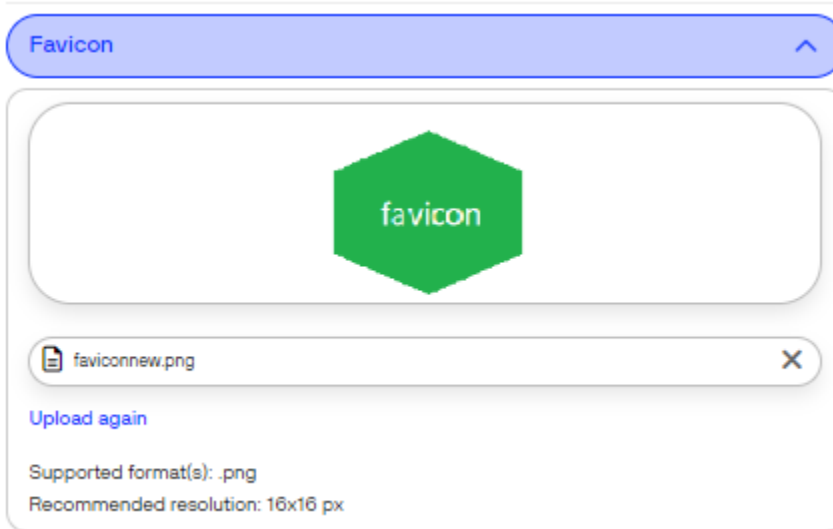 Favicon
favicon
faviconnew.png
Upload again
Supported format(s): .png
Recommended resolution: 16x16 px